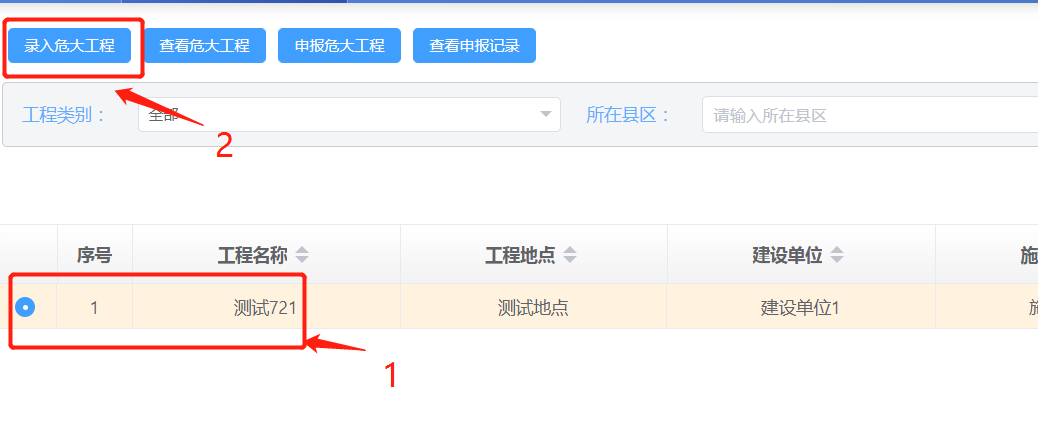 录入危大工程 查看危大工程 申报危大工程 查看申报记录
工程类别： 全部 所在县区： 请输入所在县区
2
序号 工程名称 工程地点 建设单位 施
1 测试721 测试地点 建设单位1
1